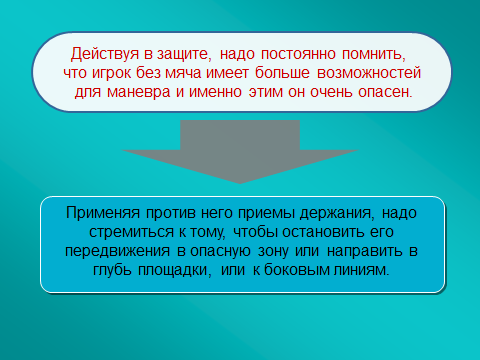 Действуя в защите, надо постоянно помнить,
что игрок без мяча имеет больше возможностей
для маневра и именно этим он очень опасен.
Применяя против него приемы держания, надо
стремиться к тому, чтобы остановить его
передвижения в опасную зону или направить в
глубь площадки, или к боковым линиям.